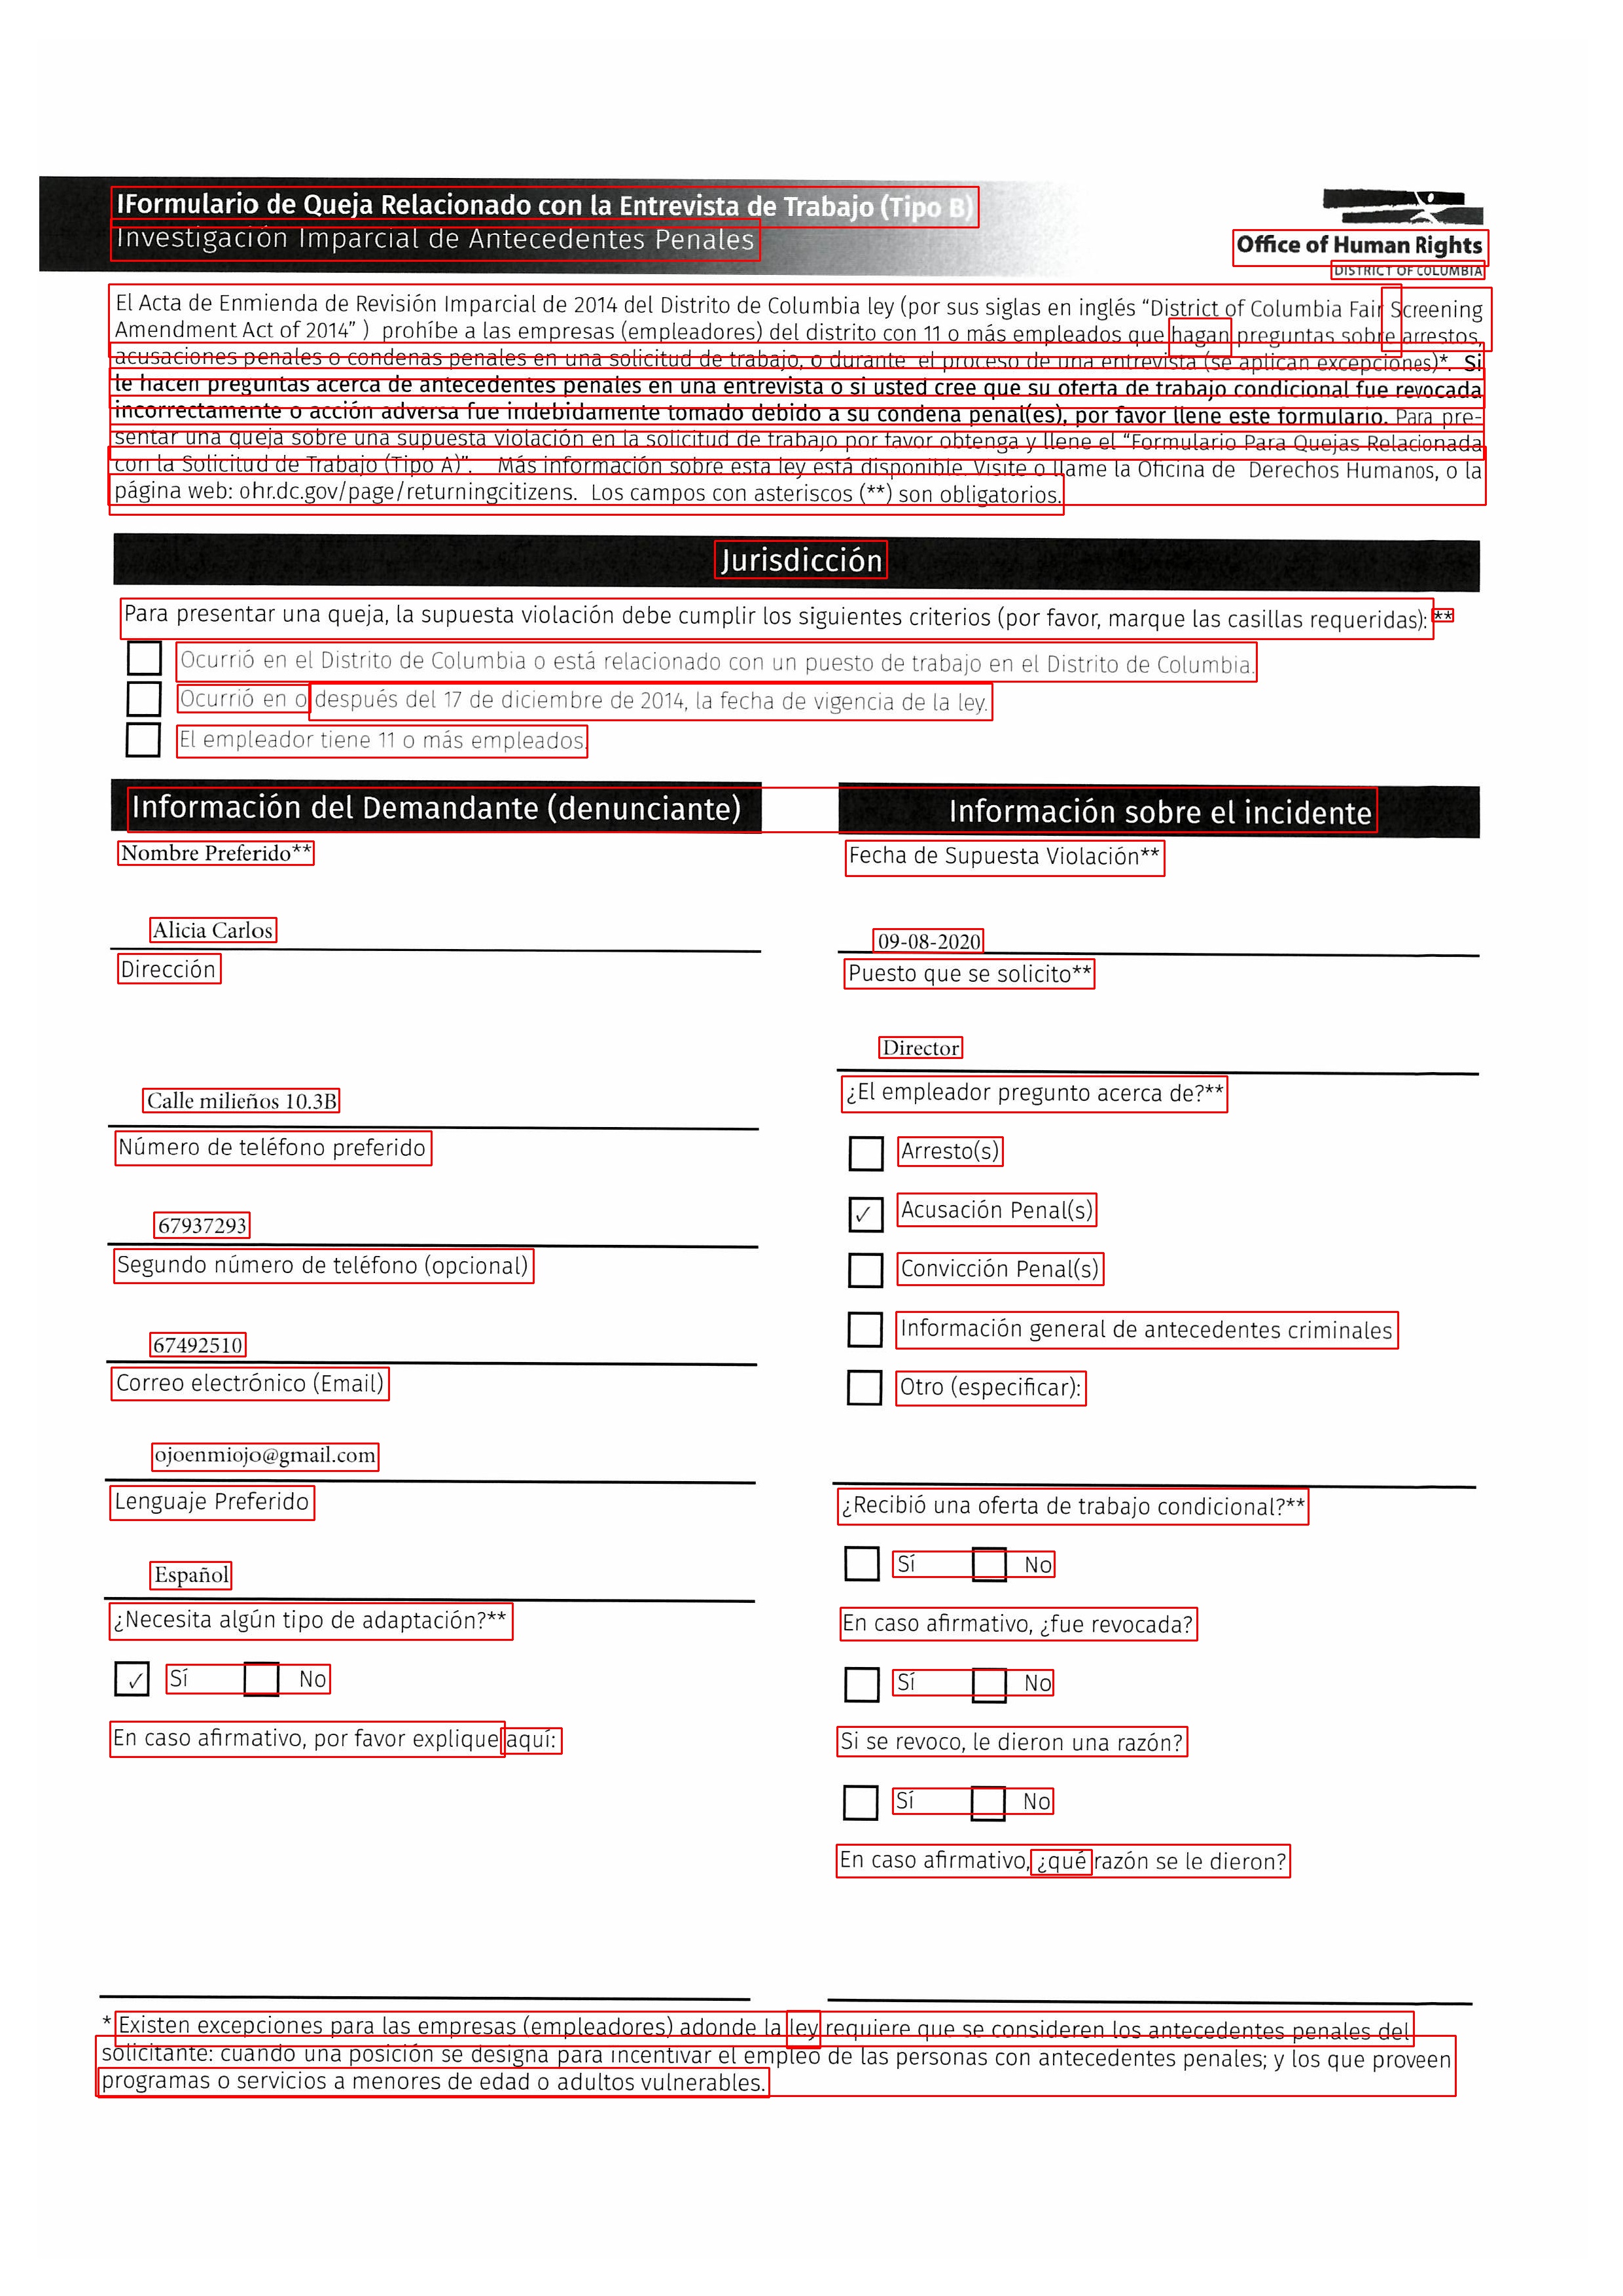 IFormulario de Queja Relacionado con la Entrevista de Trabajo (Tipo B)
Investigación Imparcial de Antecedentes Penales
Office of Human Rights
DISTRICT OF COLUMBIA
El Acta de Enmienda de Revisión Imparcial de 2014 del Distrito de Columbia ley (por sus siglas en inglés “District of Columbia Fair Screening
Amendment Act of 2014” ) prohíbe a las empresas (empleadores) del distrito con 11 o más empleados que hagan preguntas sobre arrestos,
acusaciones penales o condenas penales en una solicitud de trabajo, o durante el proceso de una entrevista (se aplican excepciones)*. Si
le hacen preguntas acerca de antecedentes penales en una entrevista o si usted cree que su oferta de trabajo condicional fue revocada
incorrectamente o acción adversa fue indebidamente tomado debido a su condena penal(es), por favor llene este formulario. Para pre-
sentar una queja sobre una supuesta violación en la solicitud de trabajo por favor obtenga y llene el “Formulario Para Quejas Relacionada
con la Solicitud de Trabajo (Tipo A)”. Más información sobre esta ley está disponible. Visite o llame la Oficina de Derechos Humanos, o la
página web: ohr.dc.gov/page/returningcitizens. Los campos con asteriscos (**) son obligatorios.
Jurisdicción
Para presentar una queja, la supuesta violación debe cumplir los siguientes criterios (por favor, marque las casillas requeridas): **
Ocurrió en el Distrito de Columbia o está relacionado con un puesto de trabajo en el Distrito de Columbia.
Ocurrió en o después del 17 de diciembre de 2014, la fecha de vigencia de la ley.
El empleador tiene 11 o más empleados.
Información del Demandante (denunciante)
Nombre Preferido**
Alicia Carlos
Dirección
Calle milieños 10.3B
Número de teléfono preferido
67937293
Segundo número de teléfono (opcional)
67492510
Correo electrónico (Email)
ojoenmiojo@gmail.com
Lenguaje Preferido
Español
¿Necesita algún tipo de adaptación?**
✓ Sí No
En caso afirmativo, por favor explique aquí:
Información sobre el incidente
Fecha de Supuesta Violación**
09-08-2020
Puesto que se solicito**
Director
¿El empleador pregunto acerca de?**
Arresto(s)
✓ Acusación Penal(s)
Convicción Penal(s)
Información general de antecedentes criminales
Otro (especificar):
¿Recibió una oferta de trabajo condicional?**
Sí No
En caso afirmativo, ¿fue revocada?
Sí No
Si se revoco, le dieron una razón?
Sí No
En caso afirmativo, ¿qué razón se le dieron?
* Existen excepciones para las empresas (empleadores) adonde la ley requiere que se consideren los antecedentes penales del
solicitante: cuando una posición se designa para incentivar el empleo de las personas con antecedentes penales; y los que proveen
programas o servicios a menores de edad o adultos vulnerables.